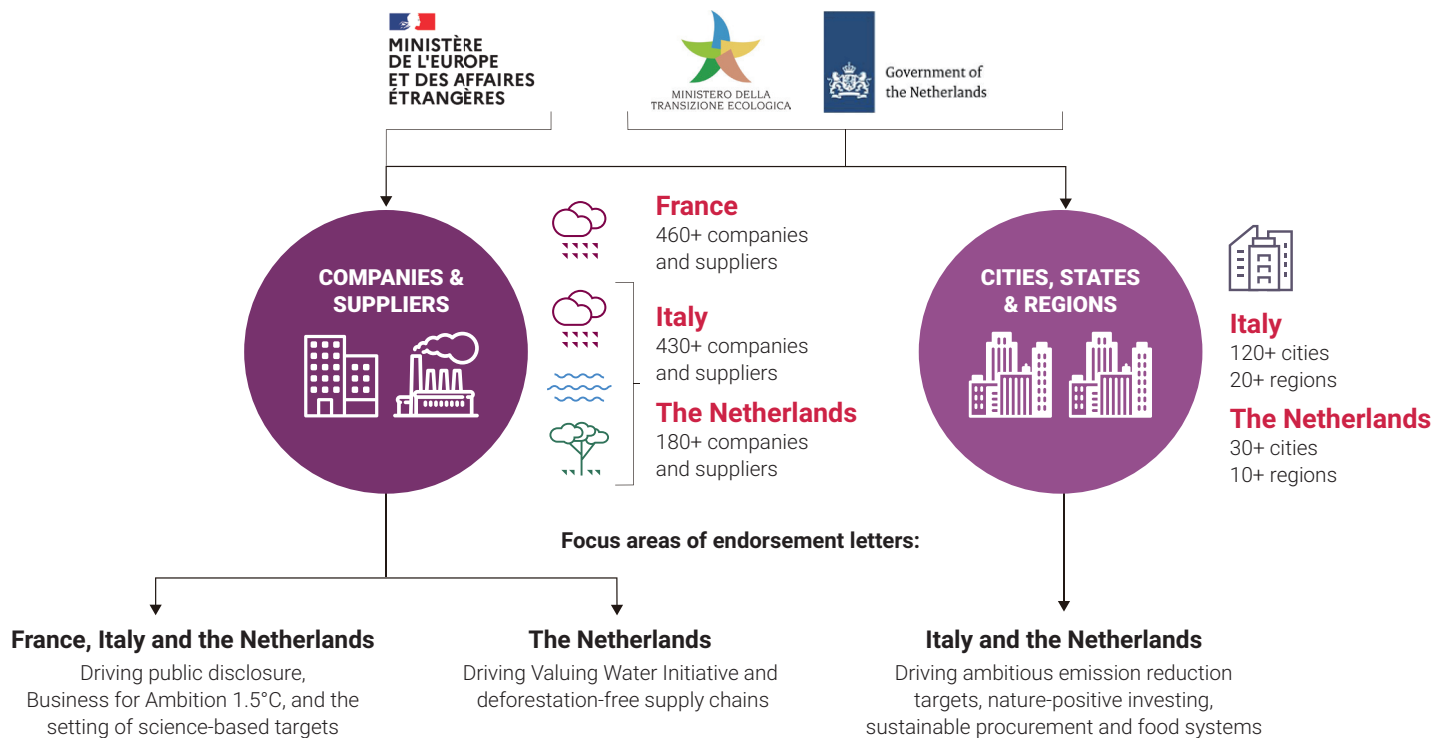 MINISTÈRE
DE L'EUROPE
ET DES AFFAIRES
ÉTRANGÈRES
MINISTERO DELLA
TRANSIZIONE ECOLOGICA
Government of
the Netherlands
COMPANIES &
SUPPLIERS
France
460+ companies
and suppliers
Italy
430+ companies
and suppliers
The Netherlands
180+ companies
and suppliers
CITIES, STATES
& REGIONS
Italy
120+ cities
20+ regions
The Netherlands
30+ cities
10+ regions
Focus areas of endorsement letters:
France, Italy and the Netherlands
Driving public disclosure,
Business for Ambition 1.5°C, and the
setting of science-based targets
The Netherlands
Driving Valuing Water Initiative and
deforestation-free supply chains
Italy and the Netherlands
Driving ambitious emission reduction
targets, nature-positive investing,
sustainable procurement and food systems